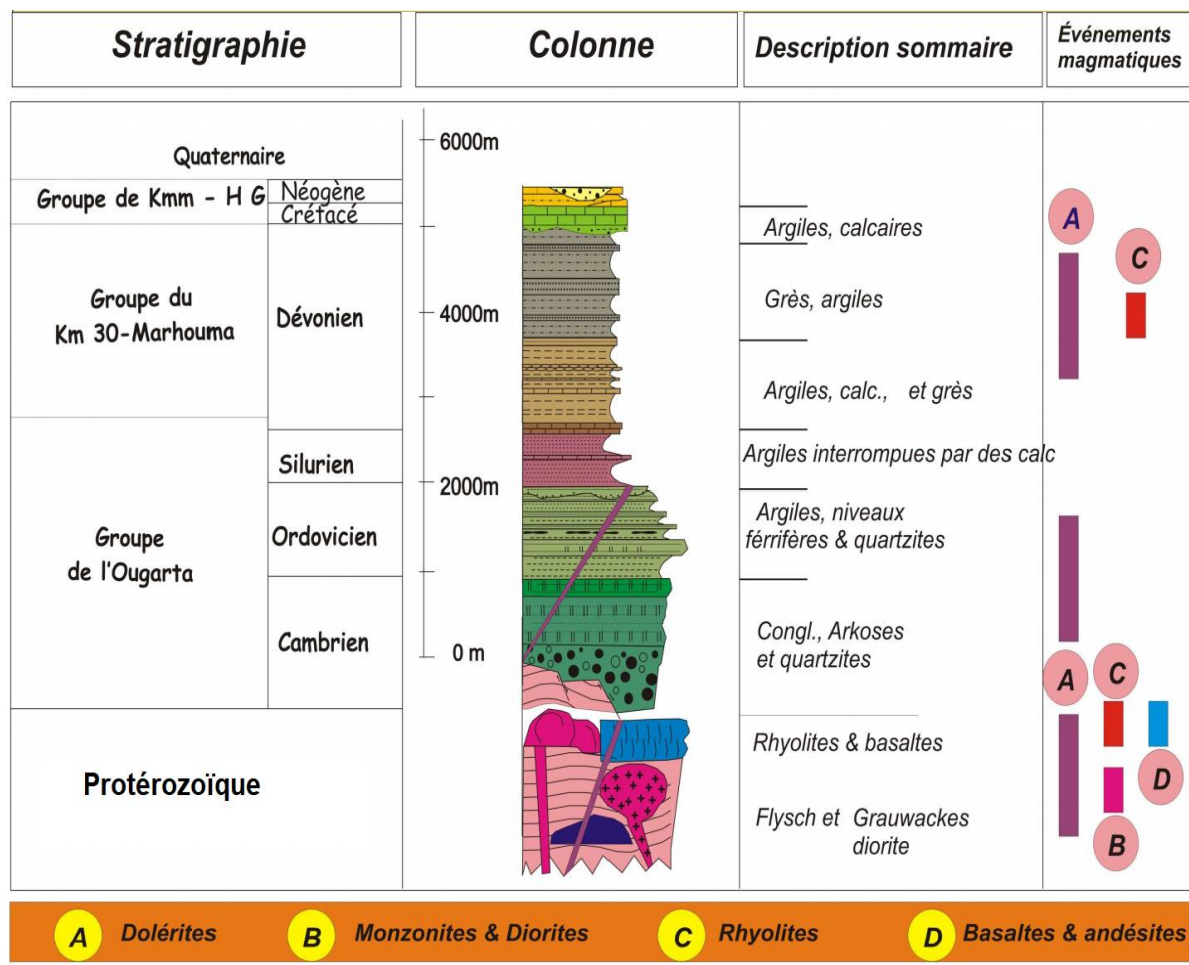 Stratigraphie
Colonne
Description sommaire
Événements
magmatiques
Quaternaire
Groupe de Kmm - H G
Néogène
Crétacé
Groupe du
Km 30-Marhouma
Dévonien
Silurien
Groupe
de l'Ougarta
Ordovicien
Cambrien
Protérozoïque
6000m
4000m
2000m
0 m
Argiles, calcaires
Grès, argiles
Argiles, calc., et grès
Argiles interrompues par des calc
Argiles, niveaux
férrifères & quartzites
Congl., Arkoses
et quartzites
Rhyolites & basaltes
Flysch et Grauwackes
diorite
A
C
A
C
D
B
A Dolérites
B Monzonites & Diorite
C Rhyolites
D Basaltes & andésites